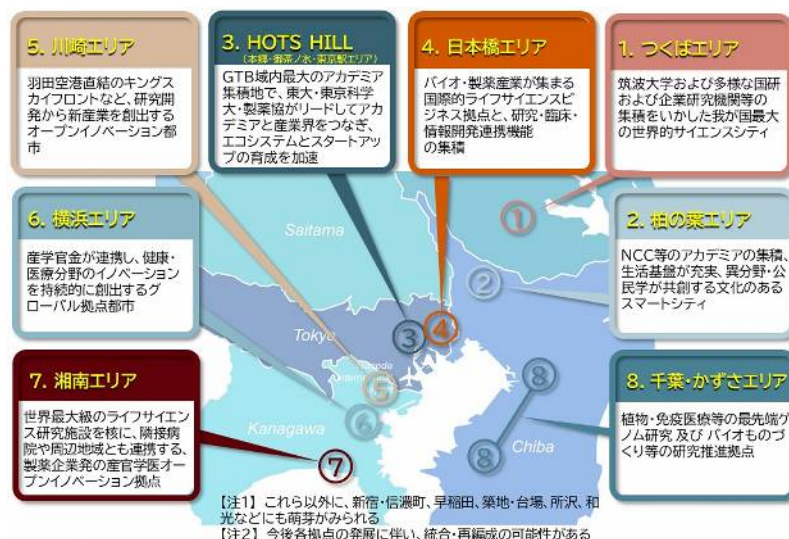 5. 川崎エリア
羽田空港直結のキングス
カイフロントなど、研究開
発から新産業を創出する
オープンイノベーション都
市
3. HOTS HILL
(本郷・御茶ノ水・東京駅エリア)
GTB域内最大のアカデミア
集積地で、東大・東京科学
大・製薬協がリードしてアカ
デミアと産業界をつなぎ、
エコシステムとスタートアッ
プの育成を加速
4. 日本橋エリア
バイオ・製薬産業が集まる
国際的ライフサイエンスビ
ジネス拠点と、研究・臨床・
情報開発連携機能
の集積
1. つくばエリア
筑波大学および多様な国研
および企業研究機関等の
集積をいかした我が国最大
の世界的サイエンスシティ
6. 横浜エリア
産学官金が連携し、健康・
医療分野のイノベーション
を持続的に創出するグ
ローバル拠点都市
2. 柏の葉エリア
NCC等のアカデミアの集積、
生活基盤が充実、異分野・公
民学が共創する文化のある
スマートシティ
7. 湘南エリア
世界最大級のライフサイエン
ス研究施設を核に、隣接病
院や周辺地域とも連携する、
製薬企業発の産官学医オー
プンイノベーション拠点
8. 千葉・かずさエリア
植物・免疫医療等の最先端ゲ
ノム研究 及び バイオものづ
くり等の研究推進拠点
Saitama
Tokyo
Kanagawa
Chiba
①
②
③
④
⑤
⑥
⑦
⑧
⑧
【注1】 これら以外に、新宿・信濃町、早稲田、築地・台場、所沢、和
光などにも萌芽がみられる
【注2】 今後各拠点の発展に伴い、統合・再編成の可能性がある